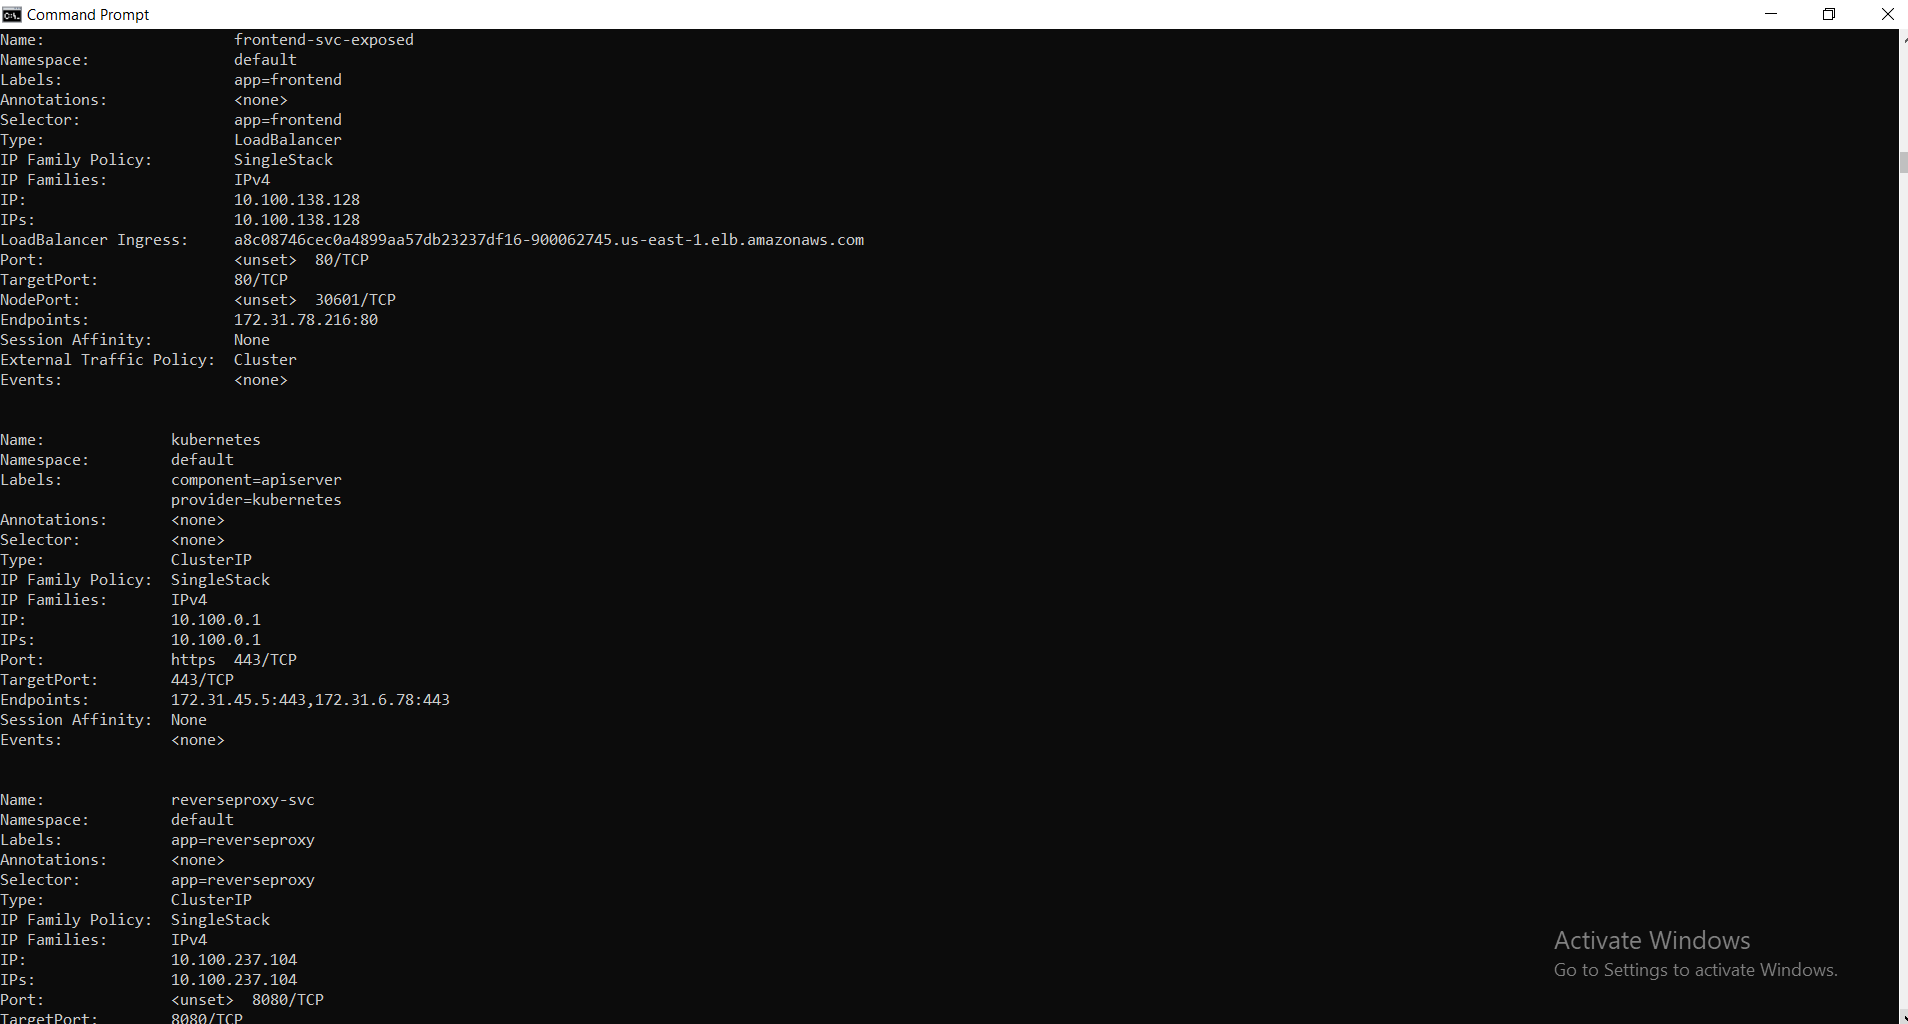 Command Prompt
Name:                     frontend-svc-exposed
Namespace:                default
Labels:                   app=frontend
Annotations:              <none>
Selector:                 app=frontend
Type:                     LoadBalancer
IP Family Policy:         SingleStack
IP Families:              IPv4
IP:                       10.100.138.128
IPs:                      10.100.138.128
LoadBalancer Ingress:     a8c08746cec0a4899aa57db23237df16-900062745.us-east-1.elb.amazonaws.com
Port:                     <unset>  80/TCP
TargetPort:               80/TCP
NodePort:                 <unset>  30601/TCP
Endpoints:                172.31.78.216:80
Session Affinity:         None
External Traffic Policy:  Cluster
Events:                   <none>
Name:              kubernetes
Namespace:         default
Labels:            component=apiserver
                   provider=kubernetes
Annotations:       <none>
Selector:          <none>
Type:              ClusterIP
IP Family Policy:  SingleStack
IP Families:       IPv4
IP:                10.100.0.1
IPs:               10.100.0.1
Port:              https  443/TCP
TargetPort:        443/TCP
Endpoints:         172.31.45.5:443,172.31.6.78:443
Session Affinity:  None
Events:            <none>
Name:              reverseproxy-svc
Namespace:         default
Labels:            app=reverseproxy
Annotations:       <none>
Selector:          app=reverseproxy
Type:              ClusterIP
IP Family Policy:  SingleStack
IP Families:       IPv4
IP:                10.100.237.104
IPs:               10.100.237.104
Port:              <unset>  8080/TCP
TargetPort:        8080/TCP
Activate Windows
Go to Settings to activate Windows.